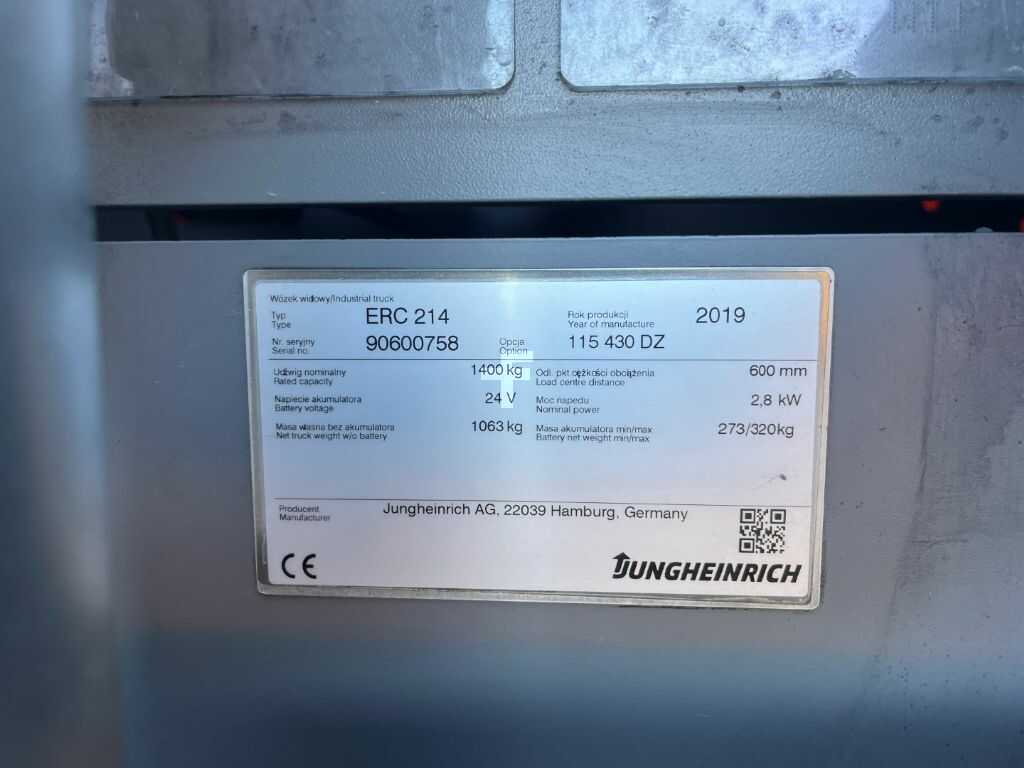 Wózek widłowy/Industrial truck
Typ
Type
ERC 214
Rok produkcji
Year of manufacture
2019
Nr. seryjny
Serial no.
90600758
Opcja
Option
115 430 DZ
Udźwig nominalny
Rated capacity
1400 kg
Odl. pkt.ciężkości obciążenia
Load centre distance
600 mm
Napiecie akumulatora
Battery voltage
24 V
Moc napedu
Nominal power
2,8 kW
Masa własna bez akumulatora
Net truck weight w/o battery
1063 kg
Masa akumulatora min/max
Battery net weight min/max
273/320kg
Producent
Manufacturer
Jungheinrich AG, 22039 Hamburg, Germany
CE
JUNGHEINRICH